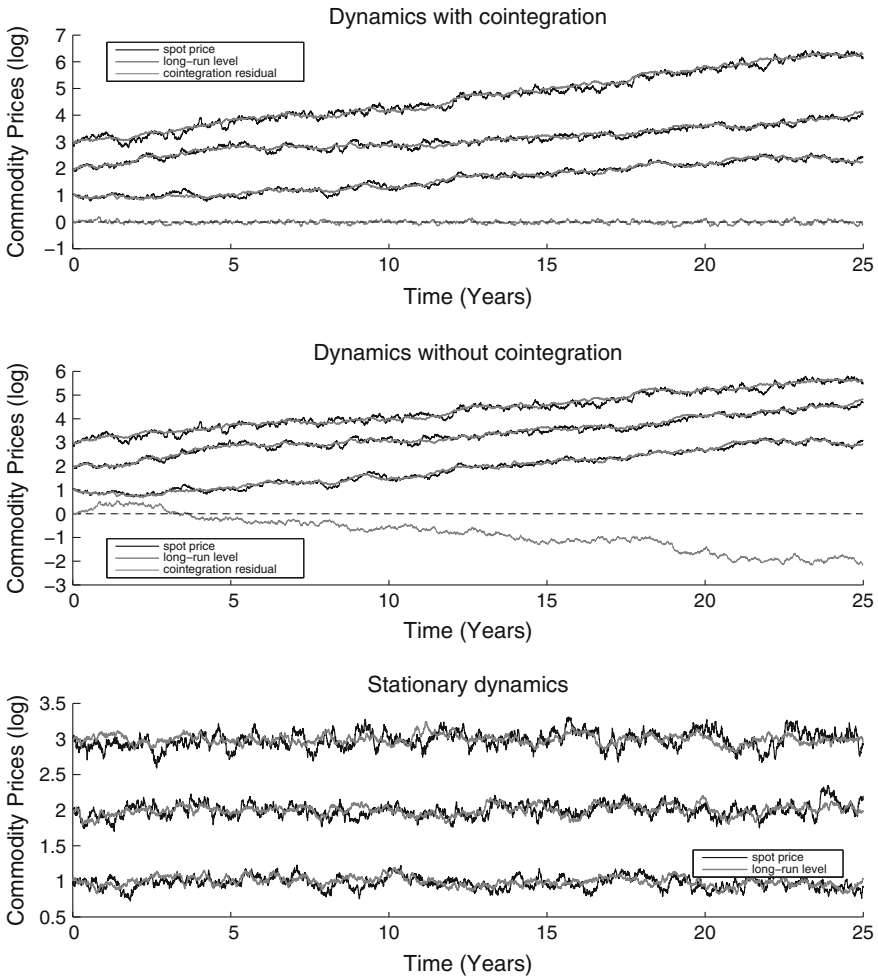 Dynamics with cointegration
Commodity Prices (log)
7
6
5
4
3
2
1
0
−1
spot price
long−run level
cointegration residual
0 5 10 15 20 25
Time (Years)
Dynamics without cointegration
Commodity Prices (log)
6
5
4
3
2
1
0
−1
−2
−3
spot price
long−run level
cointegration residual
0 5 10 15 20 25
Time (Years)
Stationary dynamics
Commodity Prices (log)
3.5
3
2.5
2
1.5
1
0.5
spot price
long−run level
0 5 10 15 20 25
Time (Years)